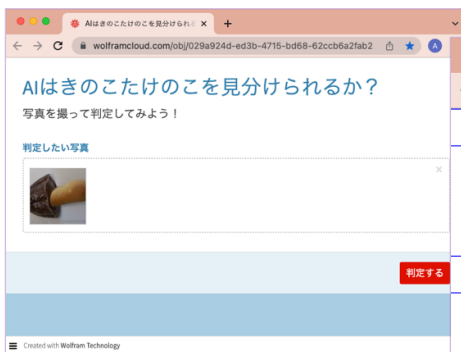 AIはきのこたけのこを見分けられ
wolframcloud.com/obj/029a924d-ed3b-4715-bd68-62ccb6a2fab2
A
AIはきのこたけのこを見分けられるか？
写真を撮って判定してみよう！
判定したい写真
判定する
Created with Wolfram Technology